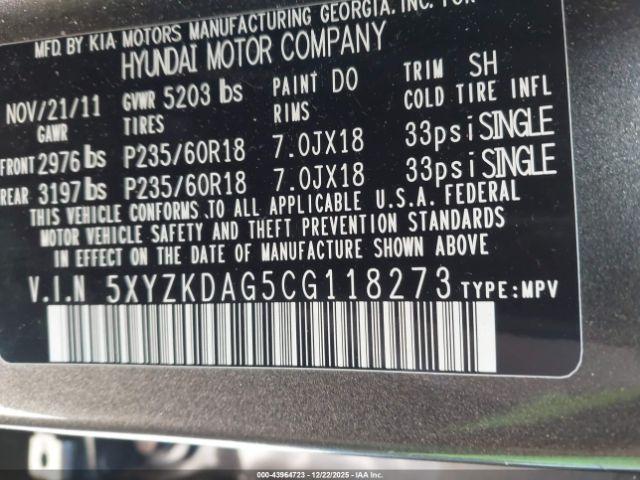 MFD.BY KIA MOTORS MANUFACTURING GEORGIA, INC. FOR
HYUNDAI MOTOR COMPANY
NOV/21/11 GVWR 5203 lbs PAINT DO TRIM SH
GAWR TIRES RIMS COLD TIRE INFL
FRONT 2976 lbs P235/60R18 7.0JX18 33psi SINGLE
REAR 3197 lbs P235/60R18 7.0JX18 33psi SINGLE
THIS VEHICLE CONFORMS TO ALL APPLICABLE U.S.A. FEDERAL
MOTOR VEHICLE SAFETY AND THEFT PREVENTION STANDARDS
IN EFFECT ON THE DATE OF MANUFACTURE SHOWN ABOVE.
V.I.N 5XYZKDAG5CG118273 TYPE:MPV
000-43964723 - 12/22/2025 - IAA Inc.